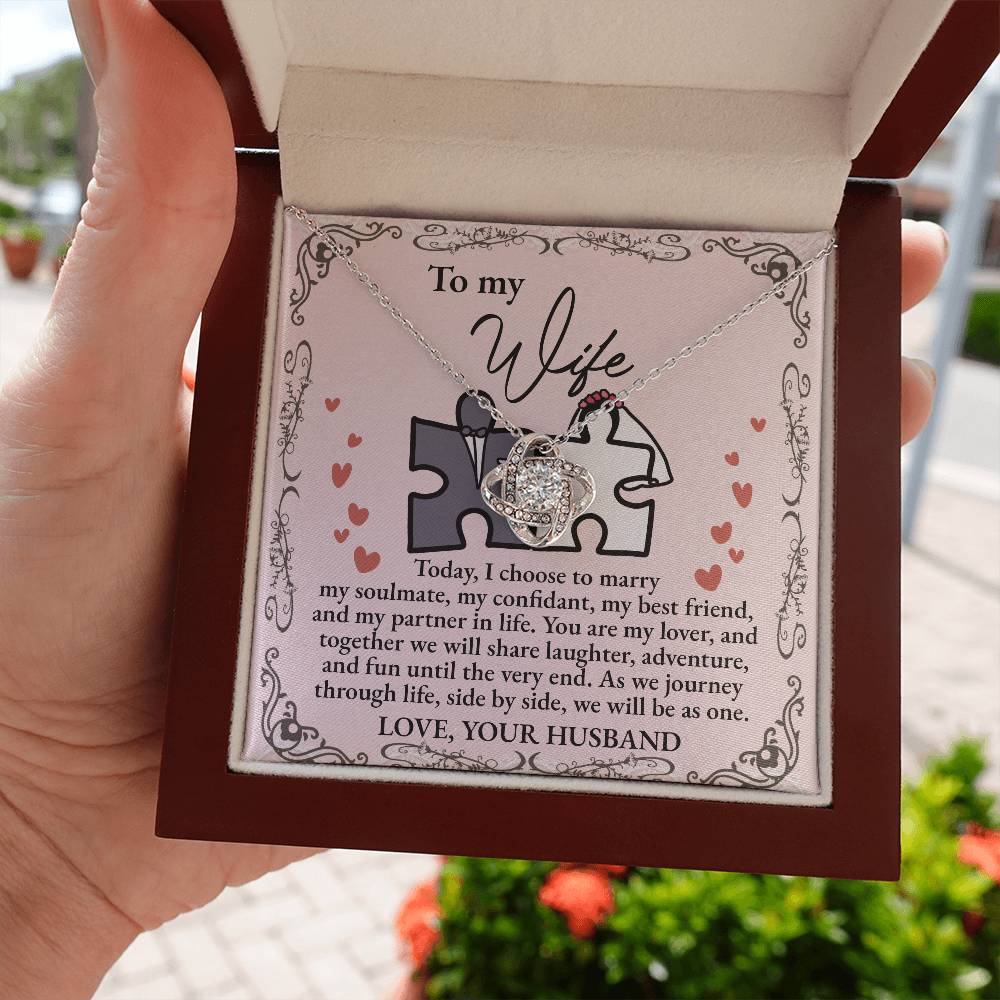 To my
Wife
Today, I choose to marry
my soulmate, my confidant, my best friend,
and my partner in life. You are my lover, and
together we will share laughter, adventure,
and fun until the very end. As we journey
through life, side by side, we will be as one.
LOVE, YOUR HUSBAND